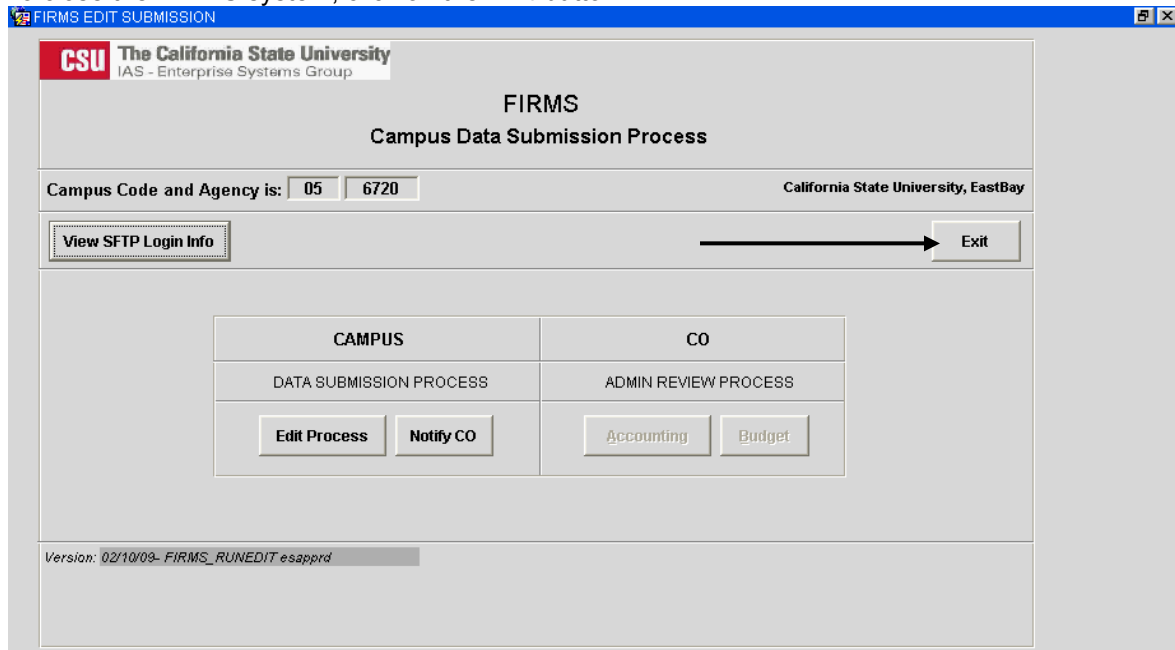 FIRMS EDIT SUBMISSION
CSU The California State University
IAS - Enterprise Systems Group
FIRMS
Campus Data Submission Process
Campus Code and Agency is: 05 6720 California State University, EastBay
View SFTP Login Info Exit
CAMPUS CO
DATA SUBMISSION PROCESS ADMIN REVIEW PROCESS
Edit Process Notify CO Accounting Budget
Version: 02/10/09- FIRMS_RUNEDIT esapprd